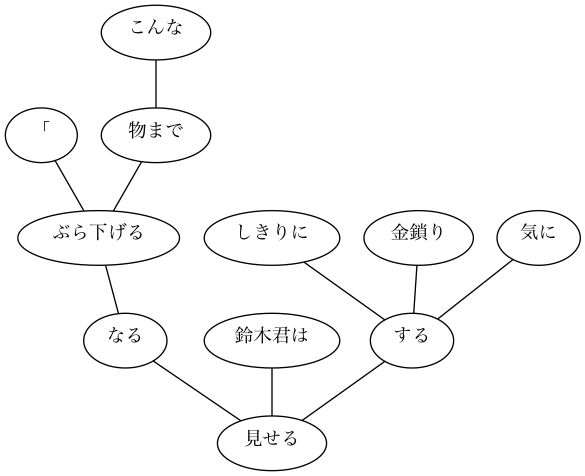 こんな
「
物まで
ぶら下げる
しきりに
金鎖り
気に
なる
鈴木君は
する
見せる